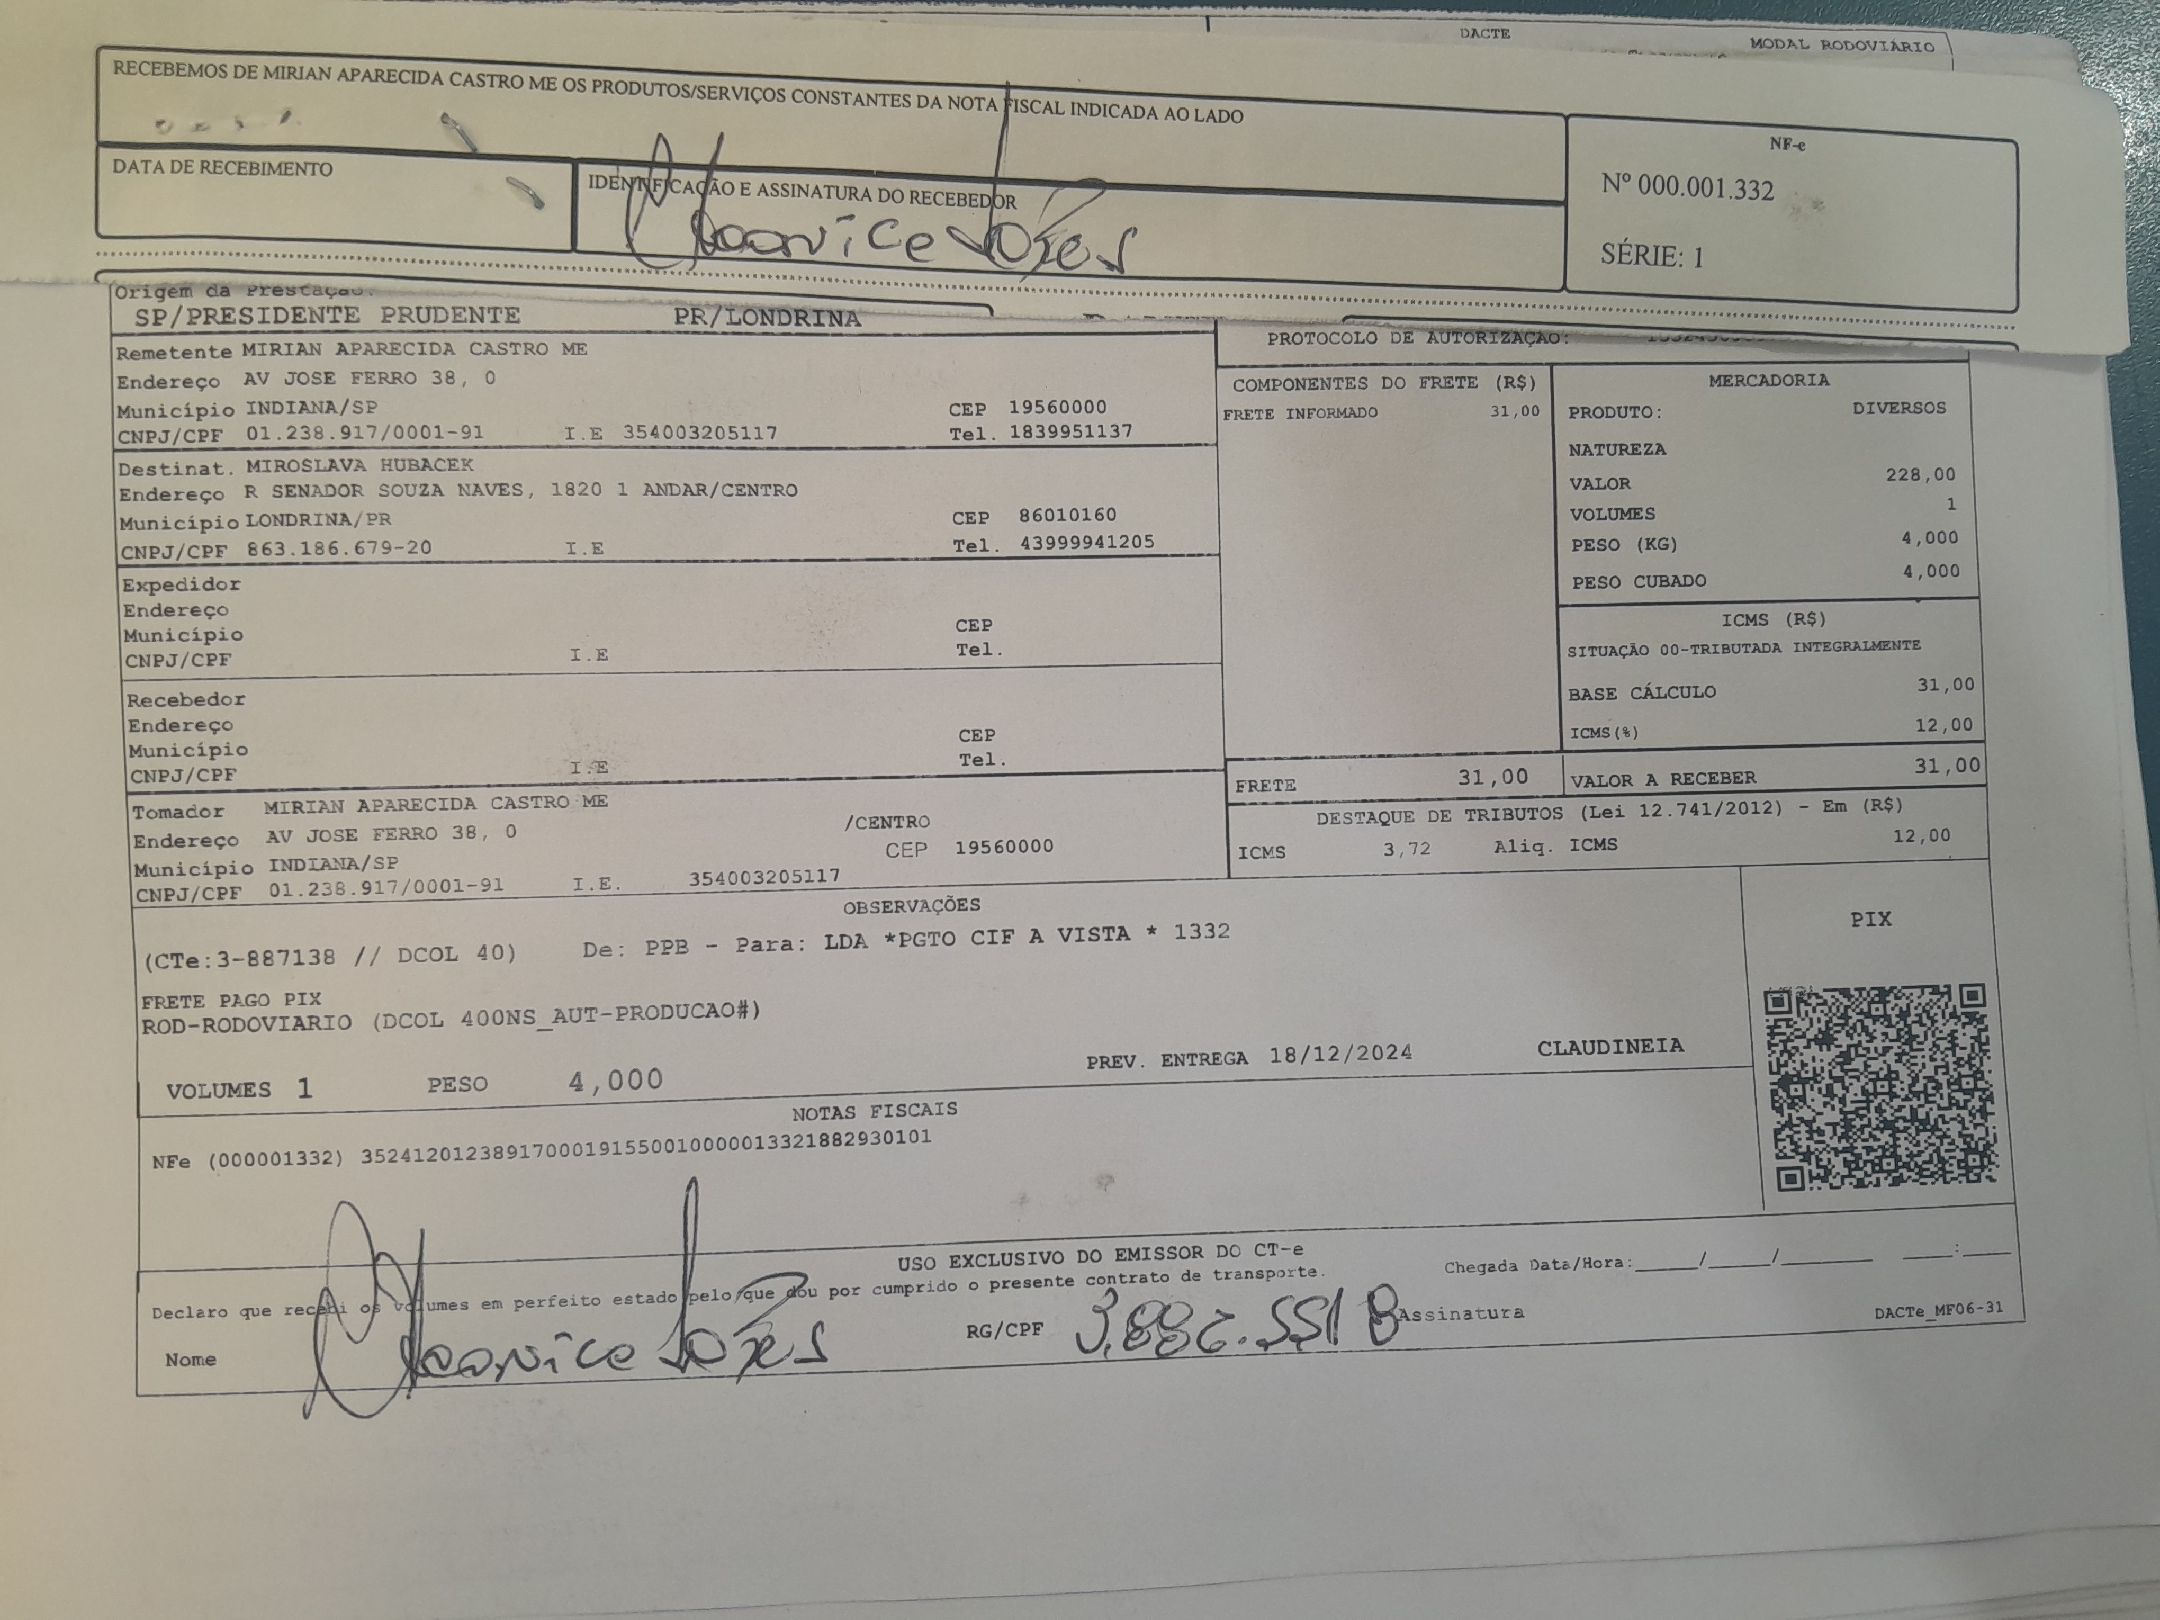 DACTE
MODAL RODOVIÁRIO
RECEBEMOS DE MIRIAN APARECIDA CASTRO ME OS PRODUTOS/SERVIÇOS CONSTANTES DA NOTA FISCAL INDICADA AO LADO
DATA DE RECEBIMENTO
IDENTIFICAÇÃO E ASSINATURA DO RECEBEDOR
NF-e
Nº 000.001.332
SÉRIE: 1
Origem da Prestação:
SP/PRESIDENTE PRUDENTE PR/LONDRINA
Remetente MIRIAN APARECIDA CASTRO ME
Endereço AV JOSE FERRO 38, 0
Município INDIANA/SP CEP 19560000
CNPJ/CPF 01.238.917/0001-91 I.E 354003205117 Tel. 1839951137
Destinat. MIROSLAVA HUBACEK
Endereço R SENADOR SOUZA NAVES, 1820 1 ANDAR/CENTRO
Município LONDRINA/PR CEP 86010160
CNPJ/CPF 863.186.679-20 I.E Tel. 43999941205
Expedidor
Endereço
Município CEP
CNPJ/CPF I.E Tel.
Recebedor
Endereço
Município CEP
CNPJ/CPF I.E Tel.
Tomador MIRIAN APARECIDA CASTRO ME
Endereço AV JOSE FERRO 38, 0 /CENTRO
Município INDIANA/SP CEP 19560000
CNPJ/CPF 01.238.917/0001-91 I.E. 354003205117
PROTOCOLO DE AUTORIZAÇÃO:
COMPONENTES DO FRETE (R$)
FRETE INFORMADO 31,00
MERCADORIA
PRODUTO: DIVERSOS
NATUREZA
VALOR 228,00
VOLUMES 1
PESO (KG) 4,000
PESO CUBADO 4,000
ICMS (R$)
SITUAÇÃO 00-TRIBUTADA INTEGRALMENTE
BASE CÁLCULO 31,00
ICMS(%) 12,00
FRETE 31,00 VALOR A RECEBER 31,00
DESTAQUE DE TRIBUTOS (Lei 12.741/2012) - Em (R$)
ICMS 3,72 Aliq. ICMS 12,00
OBSERVAÇÕES
(CTe:3-887138 // DCOL 40) De: PPB - Para: LDA *PGTO CIF A VISTA * 1332
FRETE PAGO PIX
ROD-RODOVIARIO (DCOL 400NS_AUT-PRODUCAO#)
PREV. ENTREGA 18/12/2024 CLAUDINEIA
VOLUMES 1 PESO 4,000
PIX
NOTAS FISCAIS
NFe (000001332) 35241201238917000191550010000013321882930101
USO EXCLUSIVO DO EMISSOR DO CT-e
Declaro que recebi os volumes em perfeito estado pelo que dou por cumprido o presente contrato de transporte.
Chegada Data/Hora:_____/_____/_______ ____:____
Nome
RG/CPF
Assinatura
DACTe_MF06-31